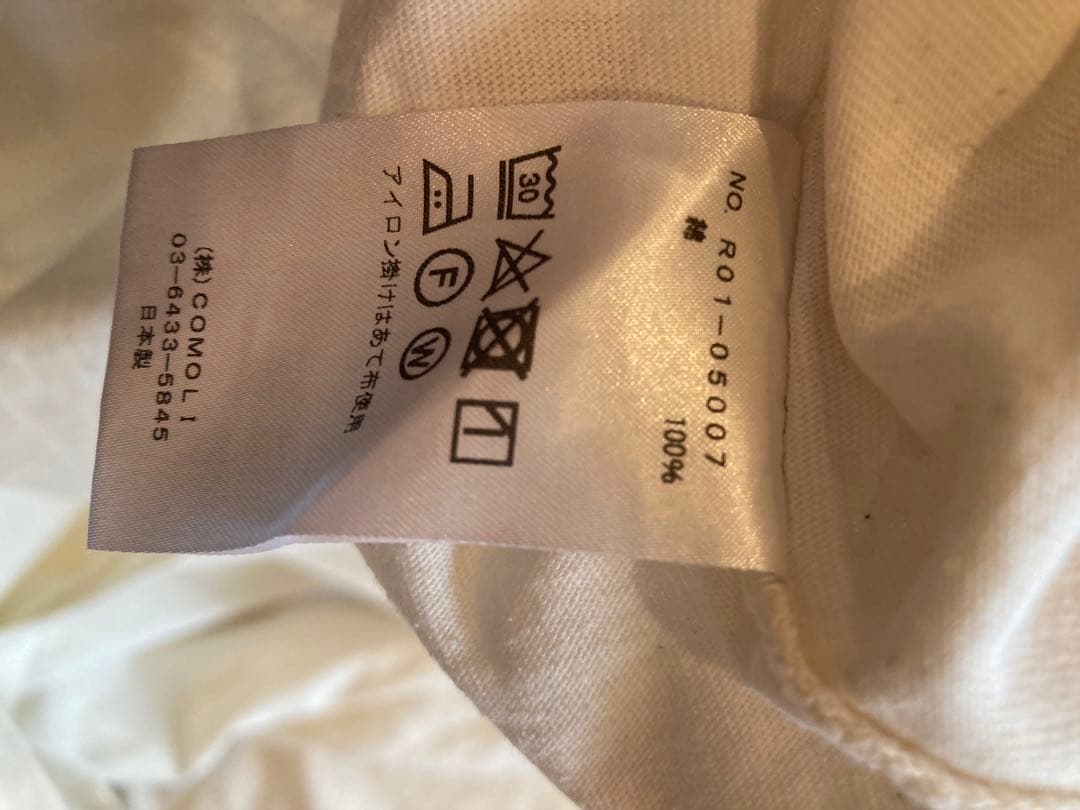 NO. R01-05007
綿 100%
30
F W
アイロン掛けはあて布使用
(株)COMOLI
03-6433-5845
日本製